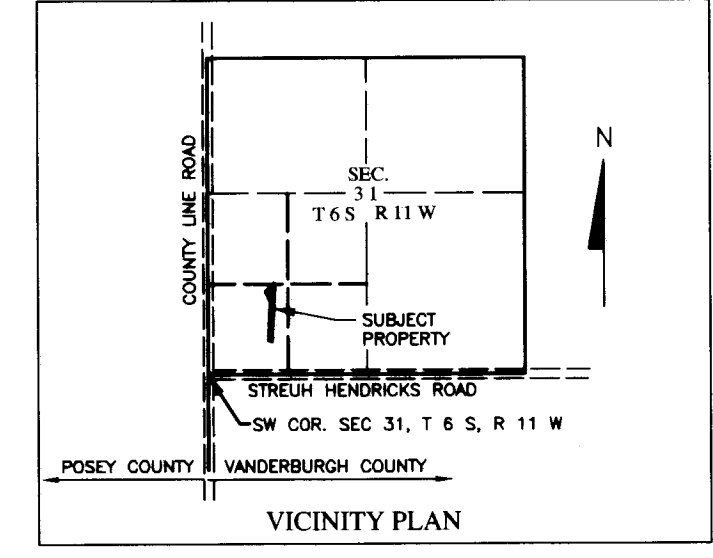 N
COUNTY LINE ROAD
SEC.
31
T 6 S R 11 W
SUBJECT
PROPERTY
STREUH HENDRICKS ROAD
SW COR. SEC 31, T 6 S, R 11 W
POSEY COUNTY VANDERBURGH COUNTY
VICINITY PLAN